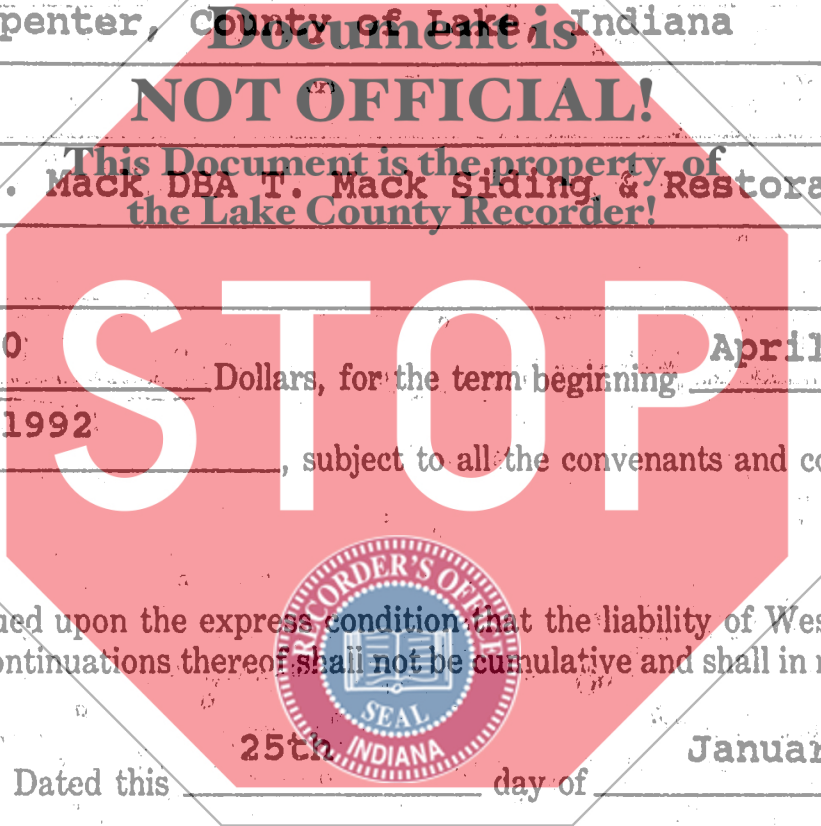 penter, County of Lake, Indiana
Document is
NOT OFFICIAL!
This Document is the property of
. Mack DBA T. Mack Siding & Restora
the Lake County Recorder!
STOP
0
April
Dollars, for the term beginning
1992
, subject to all the convenants and co
ued upon the express condition that the liability of Wes
ontinuations thereof shall not be cumulative and shall in n
RECORDER'S OFFICE
SEAL
INDIANA
25th
Januar
Dated this
day of